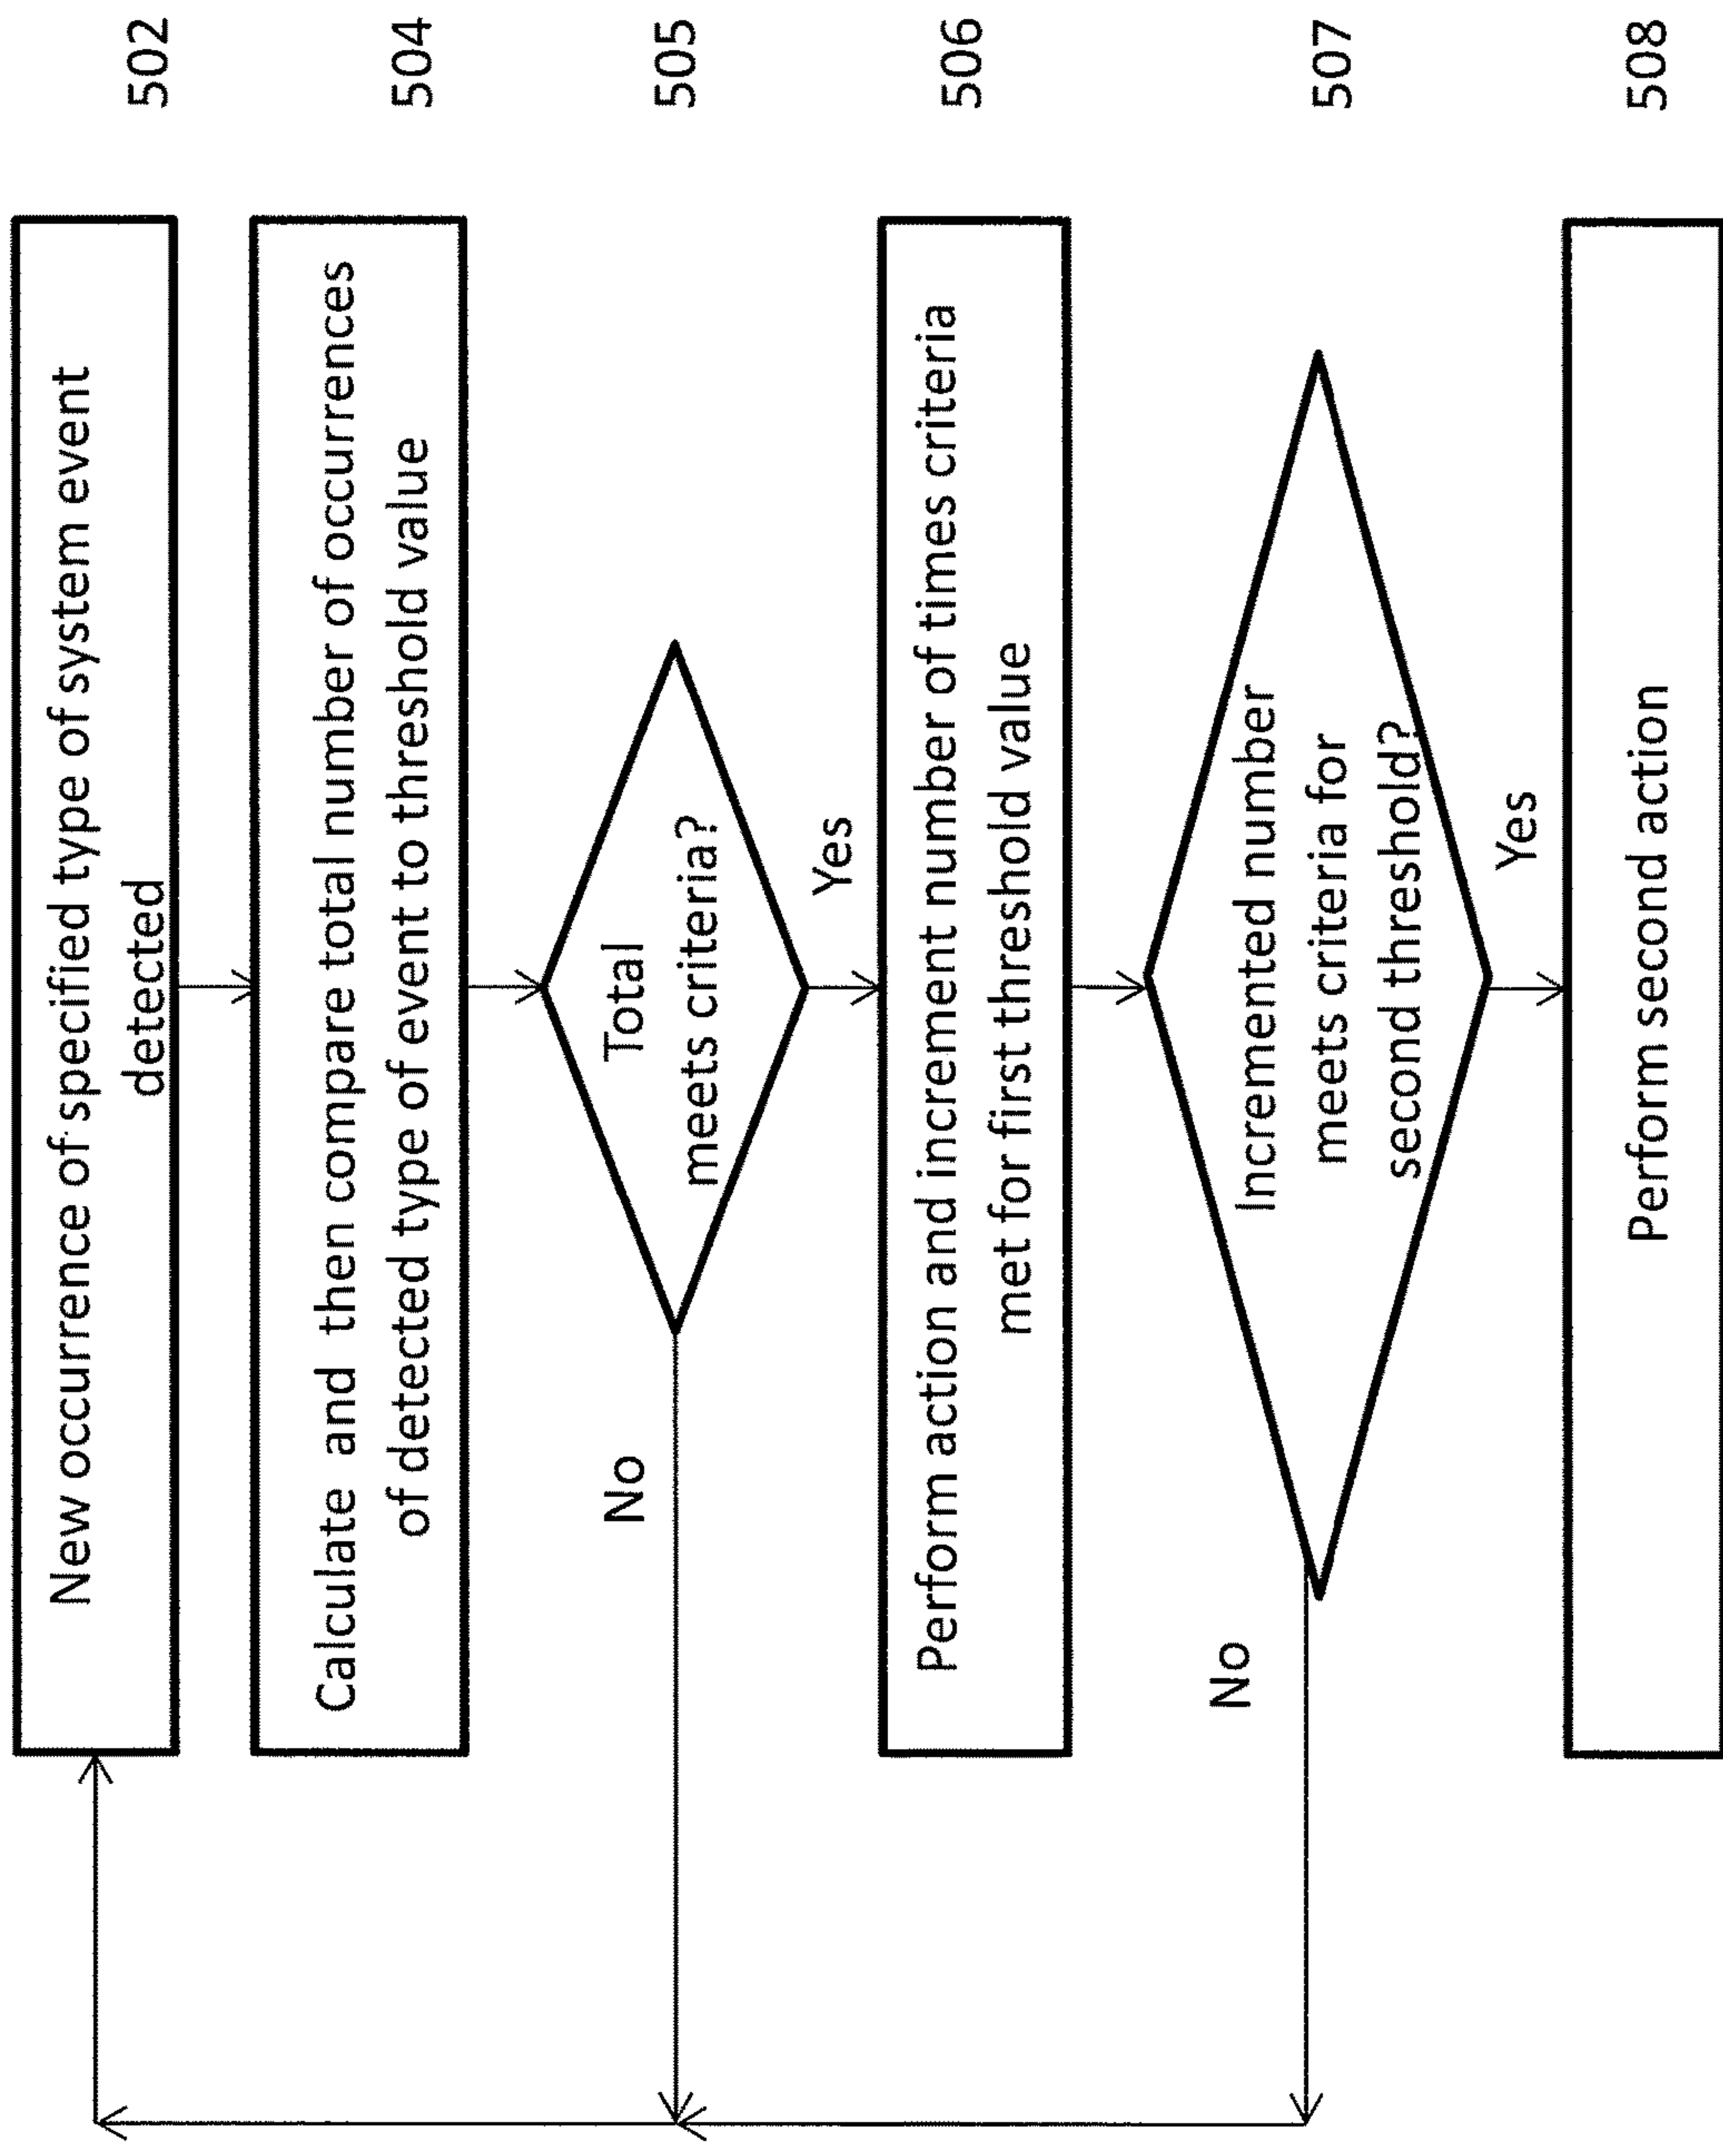 New occurrence of specified type of system event
detected
502
Calculate and then compare total number of occurrences
of detected type of event to threshold value
504
Total
meets criteria?
505
No
Yes
Perform action and increment number of times criteria
met for first threshold value
506
Incremented number
meets criteria for
second threshold?
507
No
Yes
Perform second action
508